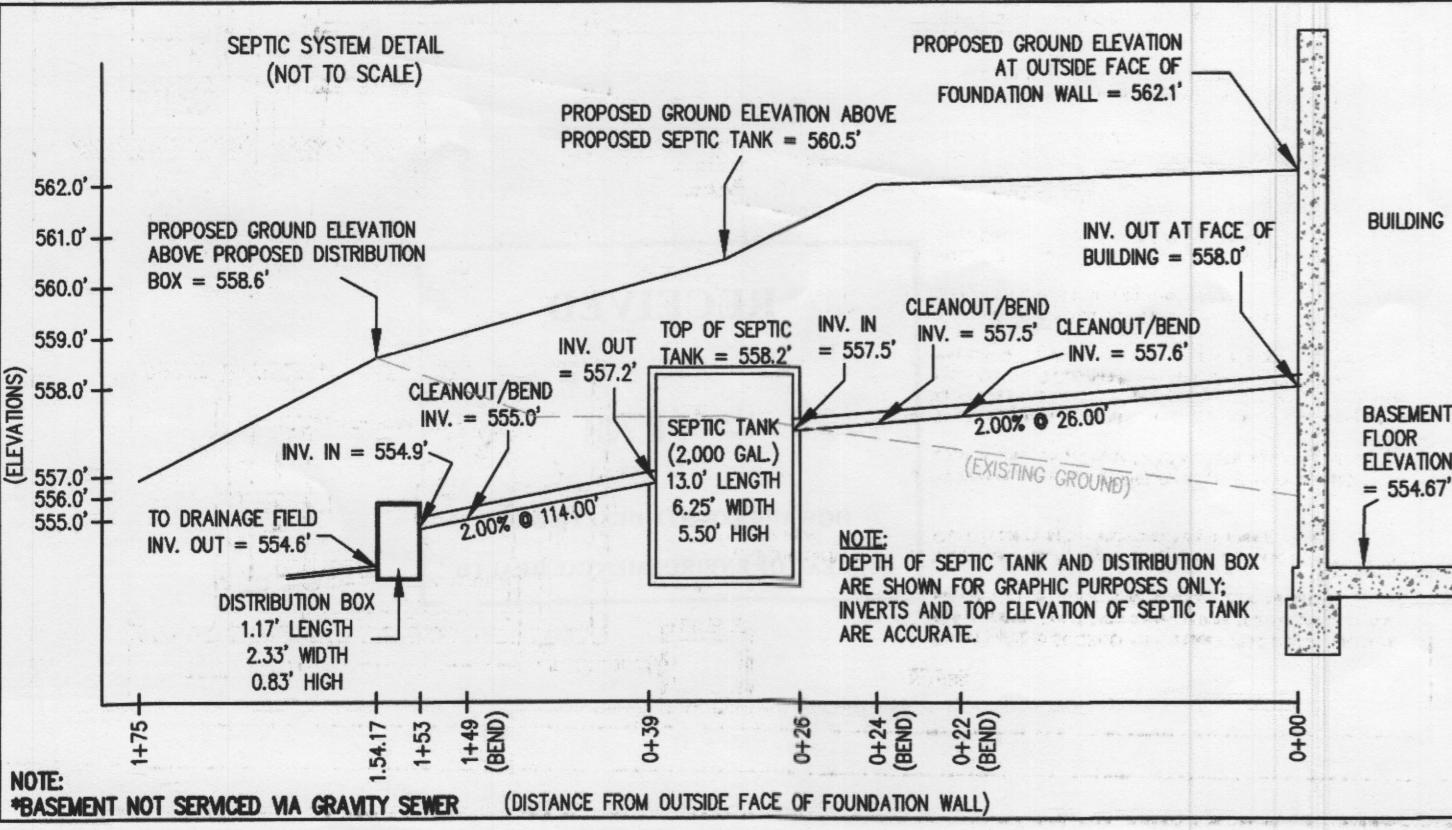 SEPTIC SYSTEM DETAIL
(NOT TO SCALE)
PROPOSED GROUND ELEVATION
AT OUTSIDE FACE OF
FOUNDATION WALL = 562.1'
PROPOSED GROUND ELEVATION ABOVE
PROPOSED SEPTIC TANK = 560.5'
PROPOSED GROUND ELEVATION
ABOVE PROPOSED DISTRIBUTION
BOX = 558.6'
(ELEVATIONS)
562.0'
561.0'
560.0'
559.0'
558.0'
557.0'
556.0'
555.0'
BUILDING
INV. OUT AT FACE OF
BUILDING = 558.0'
CLEANOUT/BEND
INV. = 557.5'
CLEANOUT/BEND
INV. = 557.6'
INV. IN
= 557.5'
TOP OF SEPTIC
TANK = 558.2'
INV. OUT
= 557.2'
CLEANOUT/BEND
INV. = 555.0'
INV. IN = 554.9'
2.00% @ 114.00'
2.00% @ 26.00'
SEPTIC TANK
(2,000 GAL.)
13.0' LENGTH
6.25' WIDTH
5.50' HIGH
(EXISTING GROUND)
BASEMENT
FLOOR
ELEVATION
= 554.67'
TO DRAINAGE FIELD
INV. OUT = 554.6'
DISTRIBUTION BOX
1.17' LENGTH
2.33' WIDTH
0.83' HIGH
NOTE:
DEPTH OF SEPTIC TANK AND DISTRIBUTION BOX
ARE SHOWN FOR GRAPHIC PURPOSES ONLY;
INVERTS AND TOP ELEVATION OF SEPTIC TANK
ARE ACCURATE.
RECEIVED
1+75
1.54.17
1+53
1+49
(BEND)
0+39
0+26
0+24
(BEND)
0+22
(BEND)
0+00
NOTE:
*BASEMENT NOT SERVICED VIA GRAVITY SEWER
(DISTANCE FROM OUTSIDE FACE OF FOUNDATION WALL)